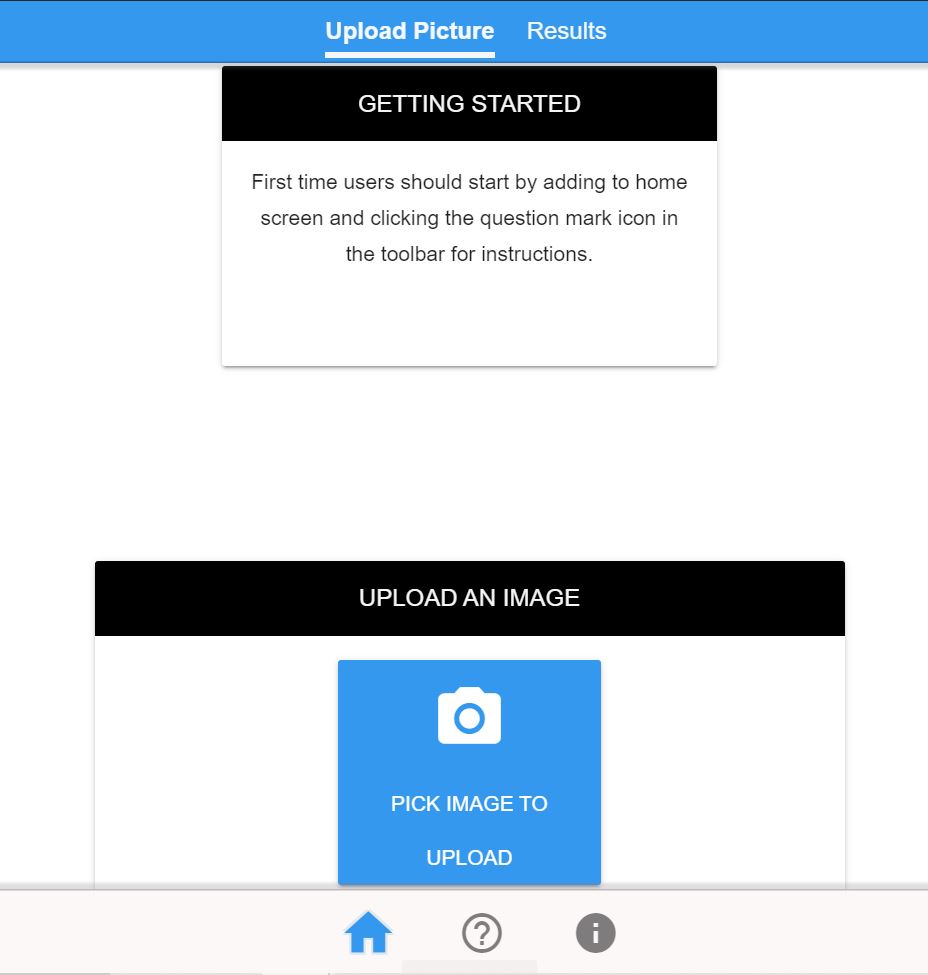 Upload Picture Results
GETTING STARTED
First time users should start by adding to home
screen and clicking the question mark icon in
the toolbar for instructions.
UPLOAD AN IMAGE
PICK IMAGE TO
UPLOAD